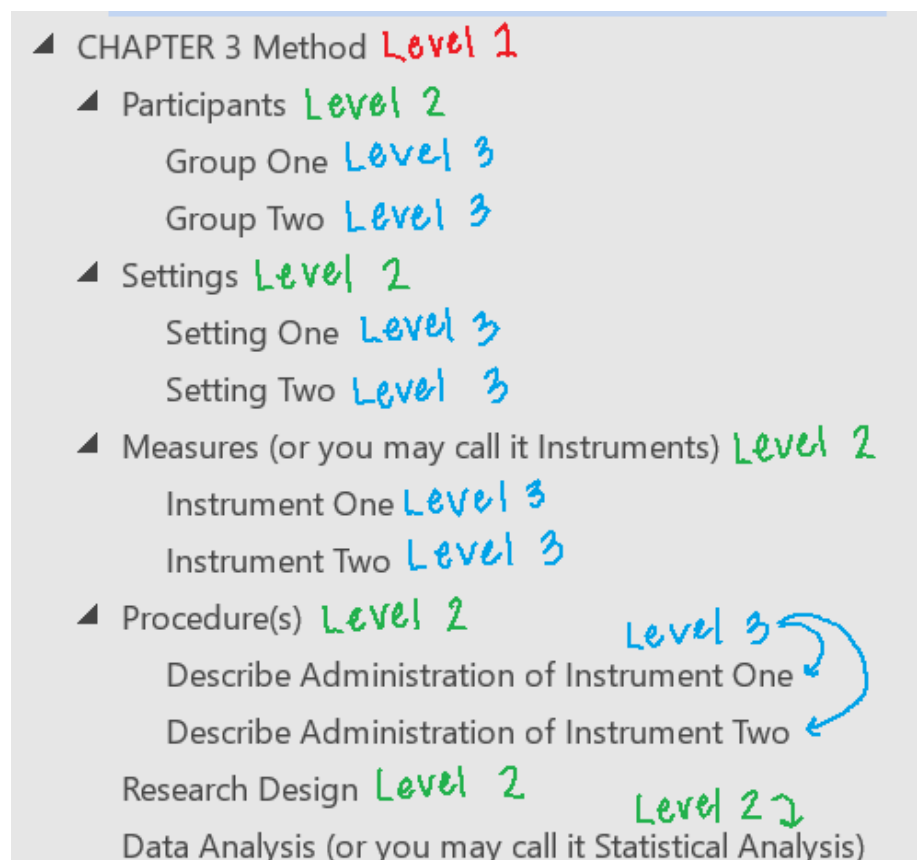 CHAPTER 3 Method Level 1
Participants Level 2
Group One Level 3
Group Two Level 3
Settings Level 2
Setting One Level 3
Setting Two Level 3
Measures (or you may call it Instruments) Level 2
Instrument One Level 3
Instrument Two Level 3
Procedure(s) Level 2
Level 3
Describe Administration of Instrument One
Describe Administration of Instrument Two
Research Design Level 2
Level 2
Data Analysis (or you may call it Statistical Analysis)